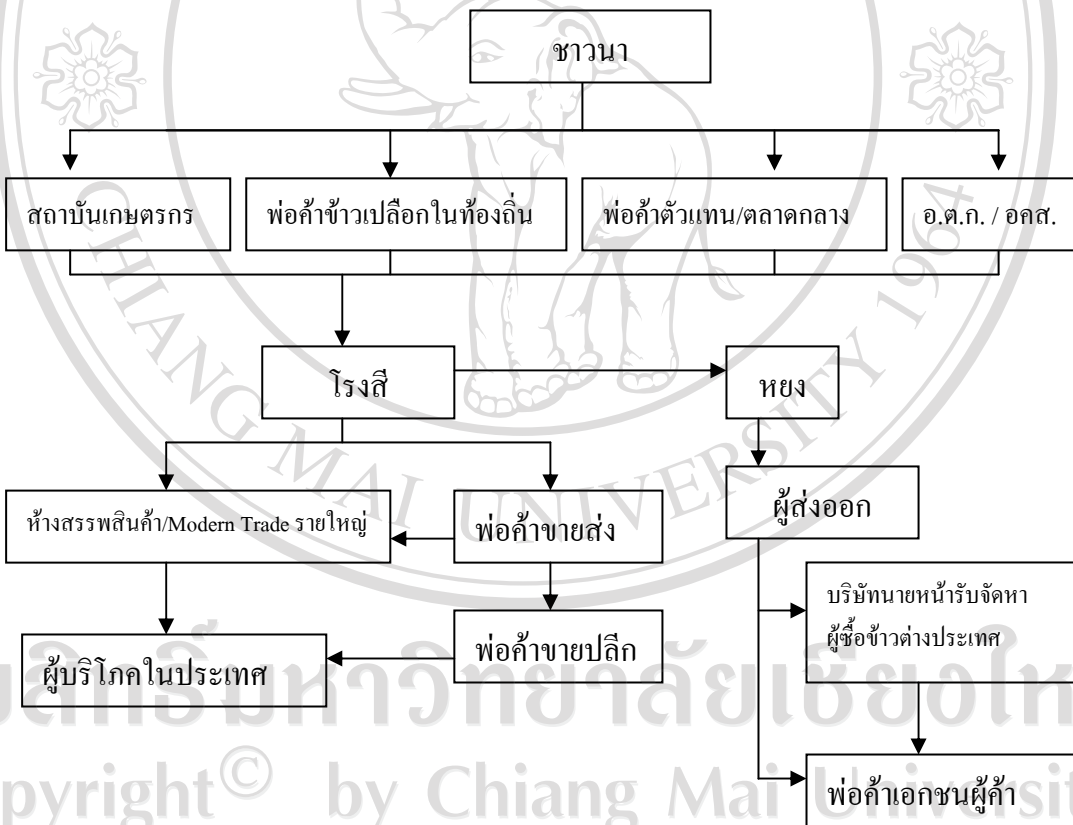 ชาวนา
สถาบันเกษตรกร
พ่อค้าข้าวเปลือกในท้องถิ่น
พ่อค้าตัวแทน/ตลาดกลาง
อ.ต.ก. / อคส.
โรงสี
หยง
ห้างสรรพสินค้า/Modern Trade รายใหญ่
พ่อค้าขายส่ง
ผู้ส่งออก
บริษัทนายหน้ารับจัดหา
ผู้ซื้อข้าวต่างประเทศ
ผู้บริโภคในประเทศ
พ่อค้าขายปลีก
พ่อค้าเอกชนผู้ค้า
CHIANG MAI UNIVERSITY 1964
by Chiang Mai